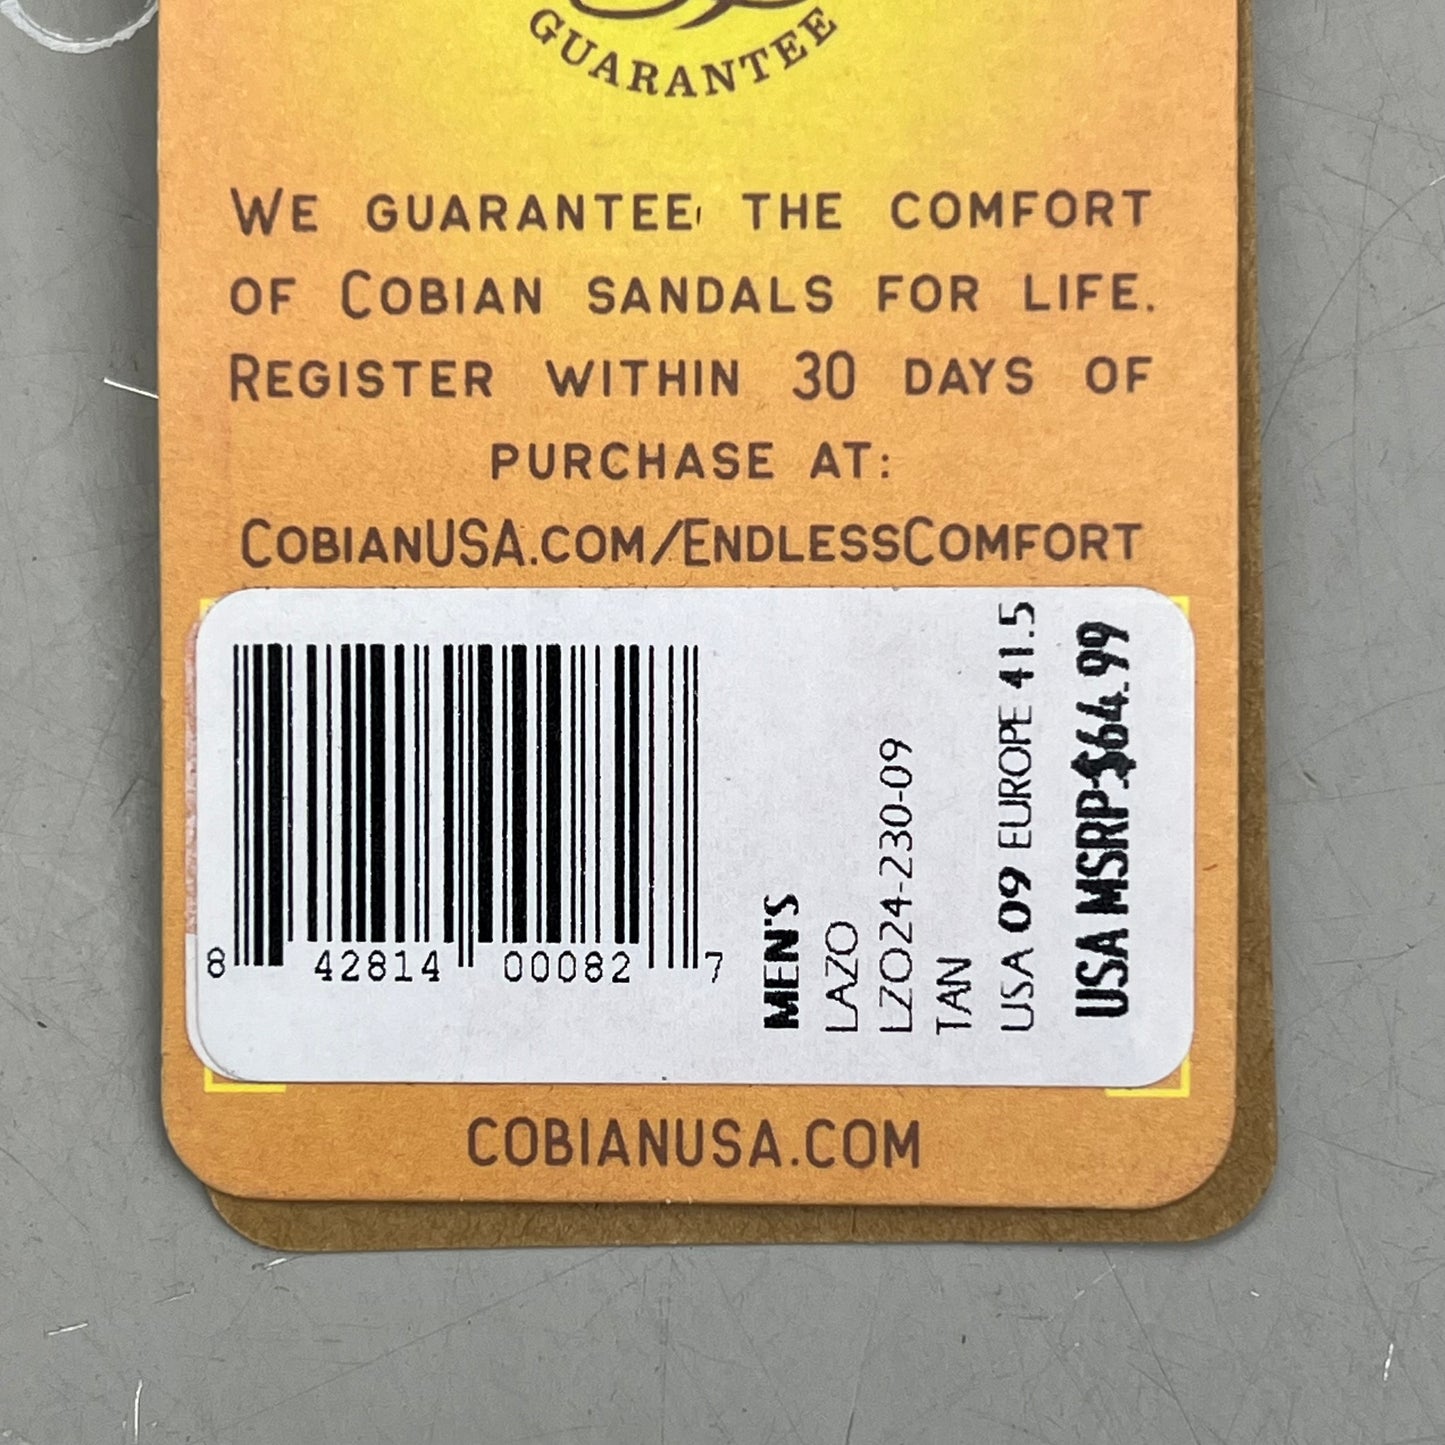 GUARANTEE
WE GUARANTEE THE COMFORT
OF COBIAN SANDALS FOR LIFE.
REGISTER WITHIN 30 DAYS OF
PURCHASE AT:
COBIANUSA.COM/ENDLESSCOMFORT
8 42814 00082 7
MEN'S
LAZO
LZO24-230-09
TAN
USA 09 EUROPE 41.5
USA MSRP $64.99
COBIANUSA.COM